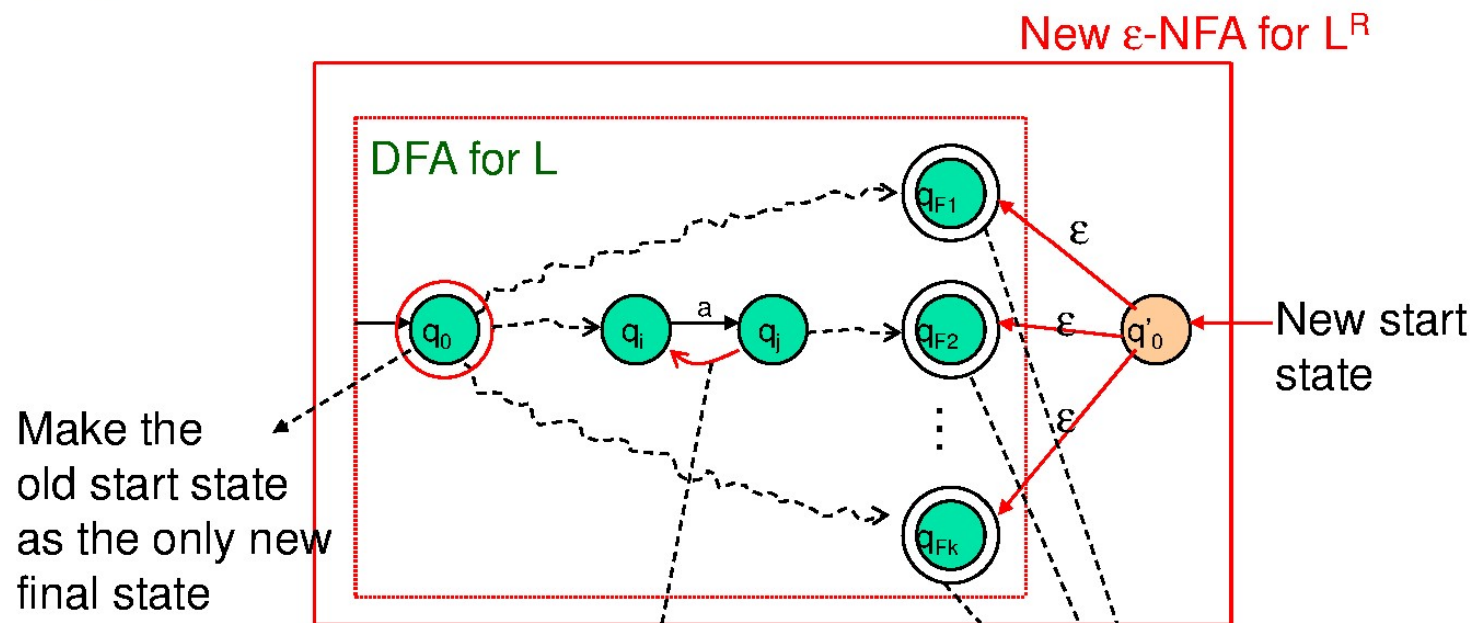 New ε-NFA for L^R
DFA for L
q_F1
ε
q_0
q_i
a
q_j
q_F2
ε
q'_0
New start
state
ε
Make the
old start state
as the only new
final state
q_Fk